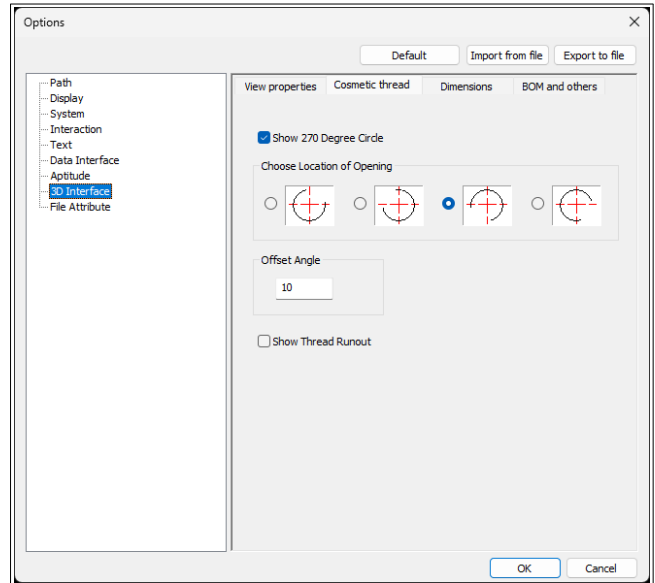 Options
Default Import from file Export to file
Path
Display
System
Interaction
Text
Data Interface
Aptitude
3D Interface
File Attribute
View properties Cosmetic thread Dimensions BOM and others
Show 270 Degree Circle
Choose Location of Opening
Offset Angle
10
Show Thread Runout
OK Cancel